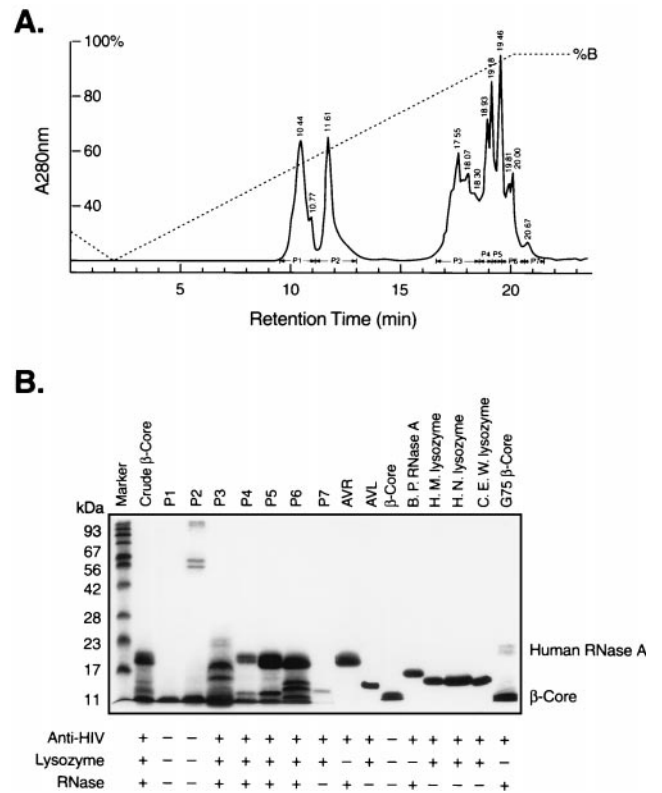 A.
100%
80
60
40
A280nm
%B
10.44
10.77
11.61
17.55
18.07
18.30
18.93
19.18
19.46
19.81
20.00
20.67
P1
P2
P3
P4
P5
P6
P7
5 10 15 20
Retention Time (min)
B.
kDa
Marker
Crude β-Core
P1
P2
P3
P4
P5
P6
P7
AVR
AVL
β-Core
B. P. RNase A
H. M. lysozyme
H. N. lysozyme
C. E. W. lysozyme
G75 β-Core
93
67
56
42
28
23
17
11
Human RNase A
β-Core
Anti-HIV + − − + + + + + + + − + + + + +
Lysozyme + − − + + + + + − + − − + + + −
RNase + − − + + + + − + − − + − − − +